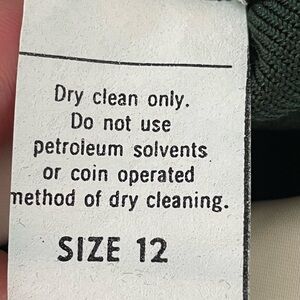 Dry clean only.
Do not use
petroleum solvents
or coin operated
method of dry cleaning.
SIZE 12